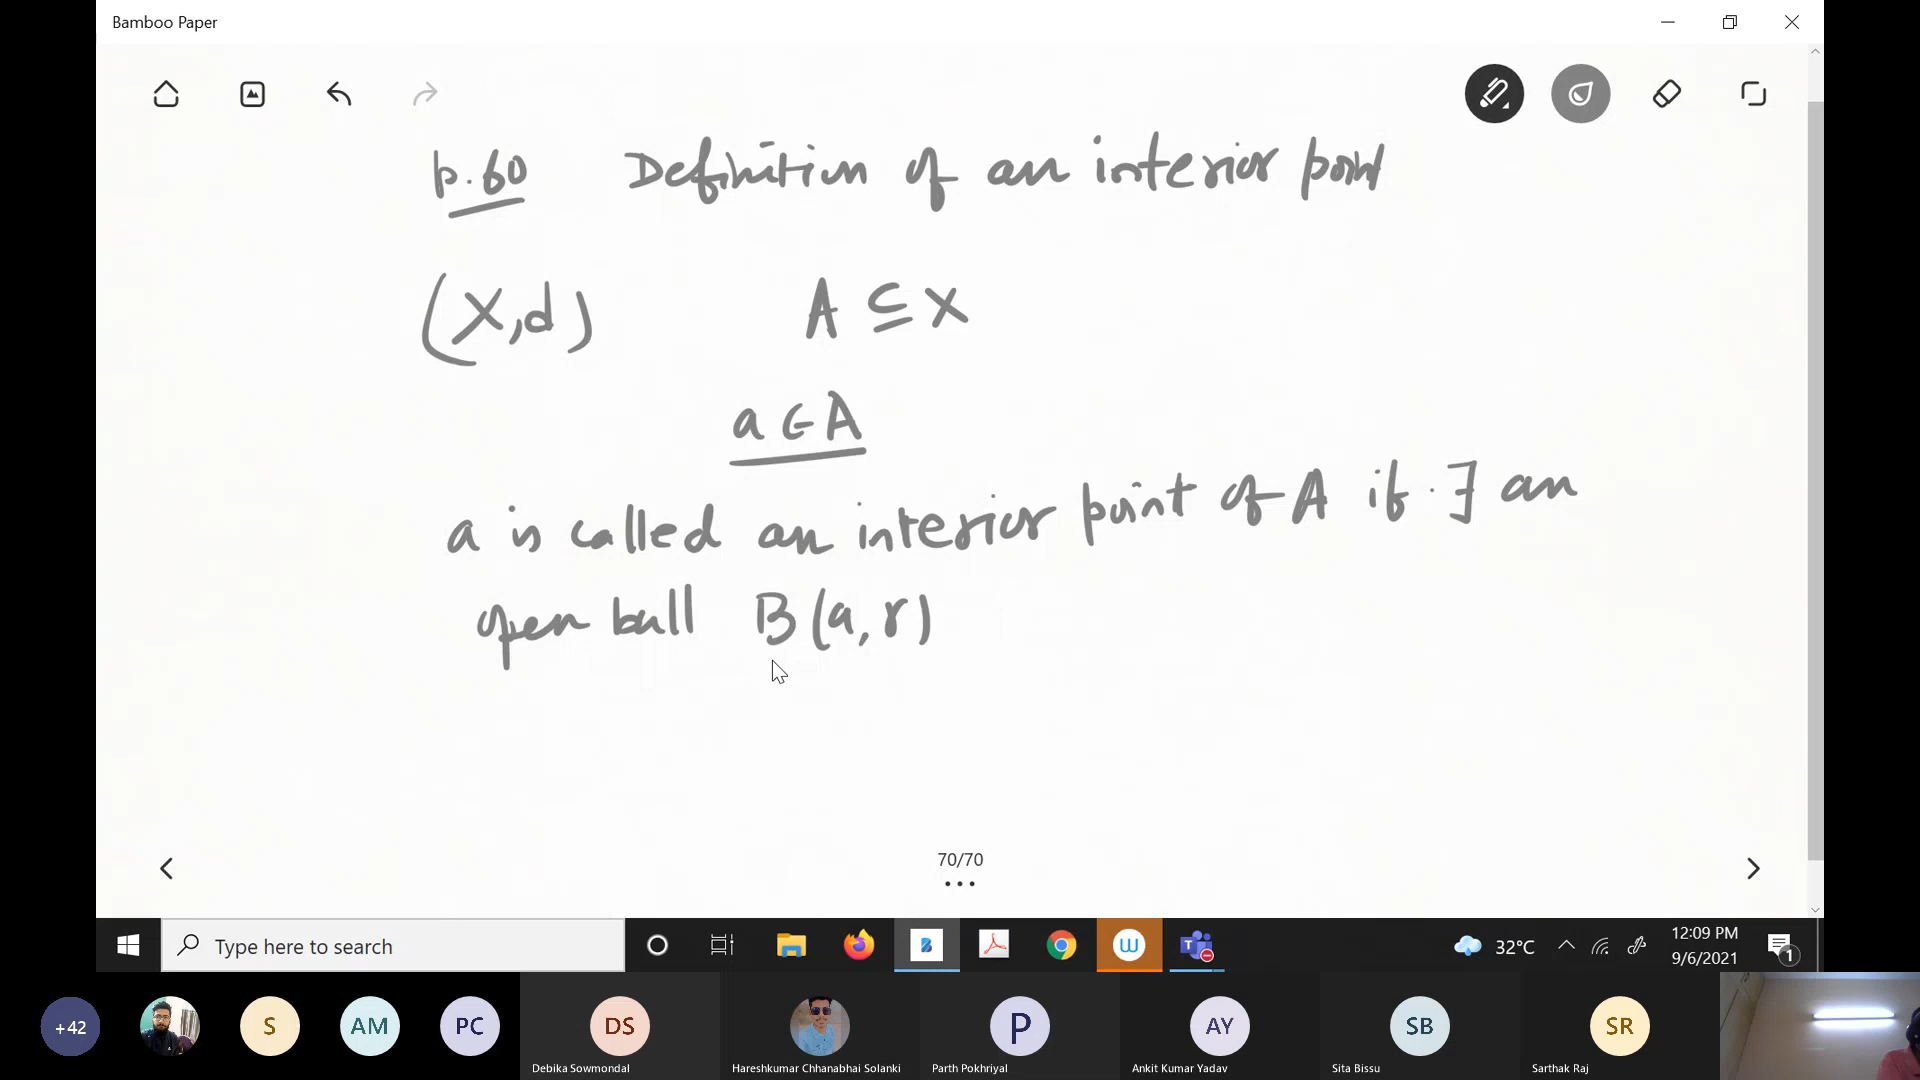 Bamboo Paper
p.60 Definition of an interior point
(X,d) A ⊆ X
a ∈ A
a is called an interior point of A if ∃ an
open ball B(a,r)
70/70
Type here to search
32°C
12:09 PM
9/6/2021
1
+42
S
AM
PC
DS
P
AY
SB
SR
Debika Sowmondal
Hareshkumar Chhanabhai Solanki
Parth Pokhriyal
Ankit Kumar Yadav
Sita Bissu
Sarthak Raj